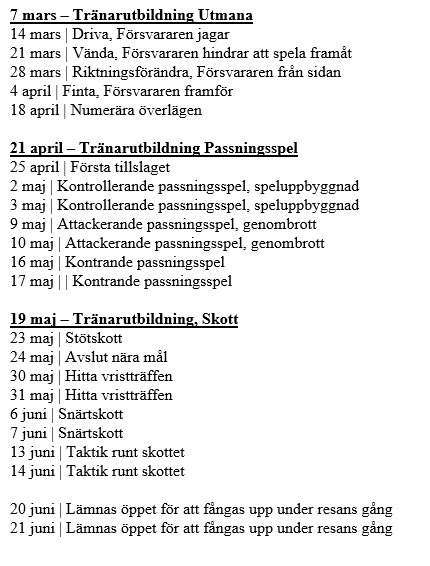 7 mars – Tränarutbildning Utmana
14 mars | Driva, Försvararen jagar
21 mars | Vända, Försvararen hindrar att spela framåt
28 mars | Riktningsförändra, Försvararen från sidan
4 april | Finta, Försvararen framför
18 april | Numerära överlägen
21 april – Tränarutbildning Passningsspel
25 april | Första tillslaget
2 maj | Kontrollerande passningsspel, speluppbyggnad
3 maj | Kontrollerande passningsspel, speluppbyggnad
9 maj | Attackerande passningsspel, genombrott
10 maj | Attackerande passningsspel, genombrott
16 maj | Kontrande passningsspel
17 maj | | Kontrande passningsspel
19 maj – Tränarutbildning, Skott
23 maj | Stötskott
24 maj | Avslut nära mål
30 maj | Hitta vristträffen
31 maj | Hitta vristträffen
6 juni | Snärtskott
7 juni | Snärtskott
13 juni | Taktik runt skottet
14 juni | Taktik runt skottet
20 juni | Lämnas öppet för att fångas upp under resans gång
21 juni | Lämnas öppet för att fångas upp under resans gång